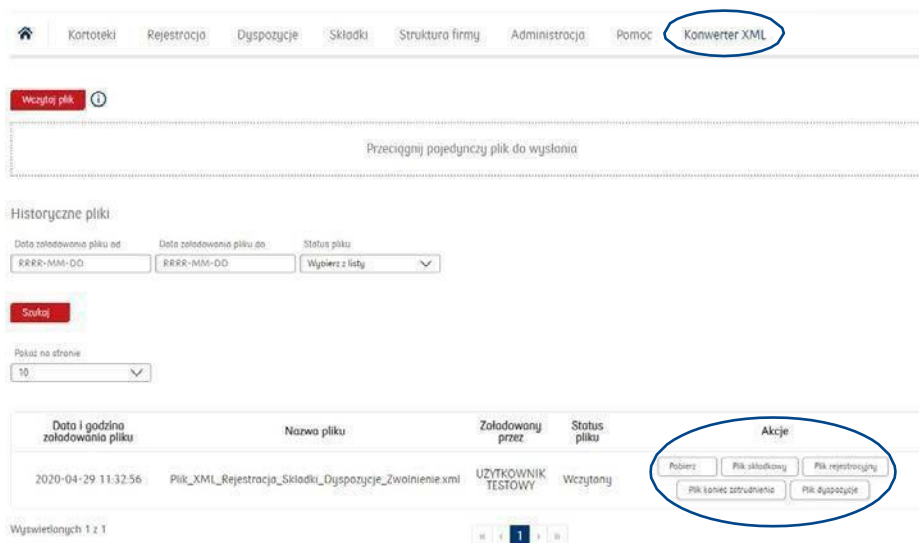 Kartoteki Rejestracja Dyspozycje Składki Struktura firmy Administracja Pomoc Konwerter XML
Wczytaj plik
Przeciągnij pojedynczy plik do wysłania
Historyczne pliki
Data załadowania pliku od Data załadowania pliku do Status pliku
RRRR-MM-DD RRRR-MM-DD Wybierz z listy
Szukaj
Pokaż na stronie
10
Data i godzina załadowania pliku Nazwa pliku Załadowany przez Status pliku Akcje
2020-04-29 11:32:56 Plik_XML_Rejestracja_Składki_Dyspozycje_Zwolnienie.xml UŻYTKOWNIK TESTOWY Wczytany
Pobierz Plik składkowy Plik rejestracyjny
Plik koniec zatrudnienia Plik dyspozycje
Wyświetlonych 1 z 1 « ‹ 1 › »